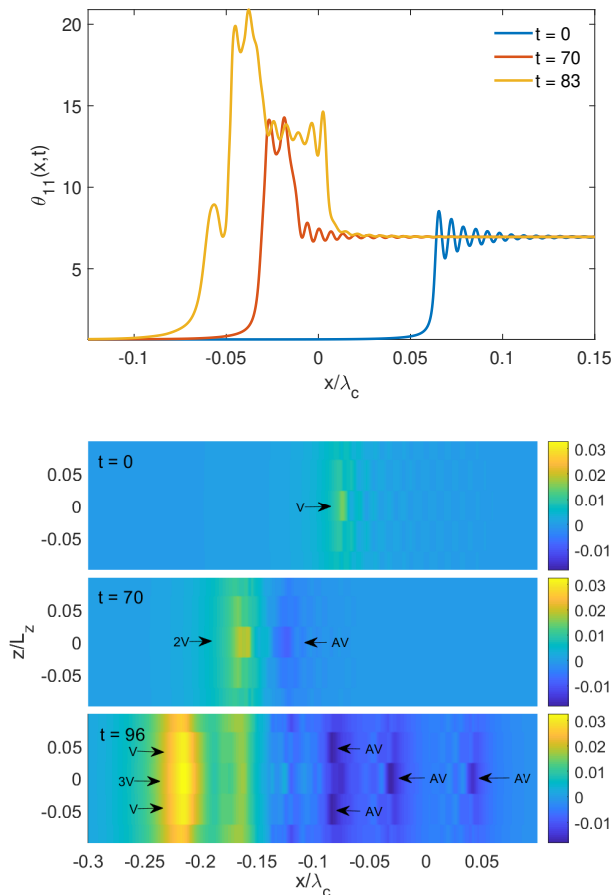 20
15
10
5
θ11(x,t)
t = 0
t = 70
t = 83
-0.1 -0.05 0 0.05 0.1 0.15
x/λc
t = 0
V
0.05
0
-0.05
0.03
0.02
0.01
0
-0.01
t = 70
2V
AV
0.05
0
-0.05
z/Lz
0.03
0.02
0.01
0
-0.01
t = 96
V
3V
V
AV
AV
AV
AV
0.05
0
-0.05
0.03
0.02
0.01
0
-0.01
-0.3 -0.25 -0.2 -0.15 -0.1 -0.05 0 0.05
x/λc